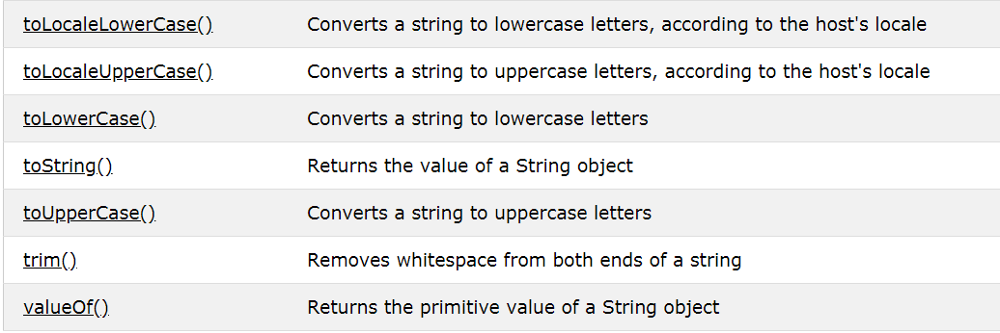 toLocaleLowerCase() Converts a string to lowercase letters, according to the host's locale
toLocaleUpperCase() Converts a string to uppercase letters, according to the host's locale
toLowerCase() Converts a string to lowercase letters
toString() Returns the value of a String object
toUpperCase() Converts a string to uppercase letters
trim() Removes whitespace from both ends of a string
valueOf() Returns the primitive value of a String object